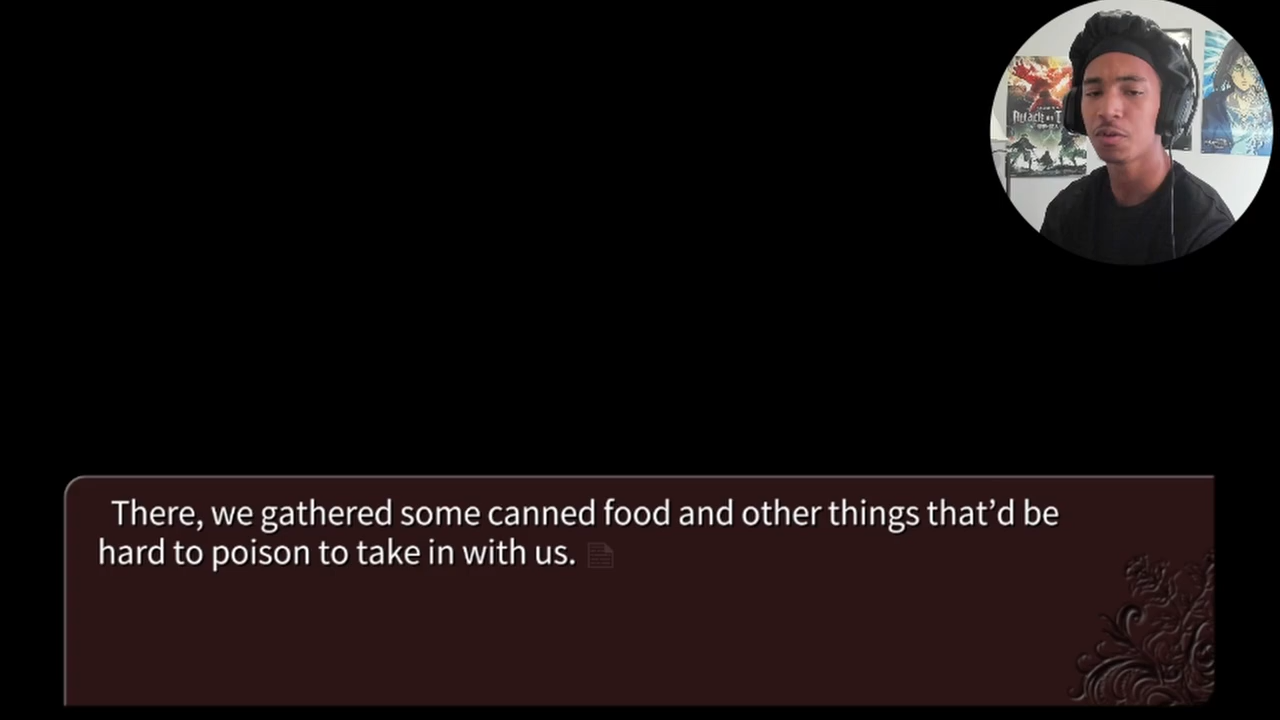 There, we gathered some canned food and other things that’d be
hard to poison to take in with us.